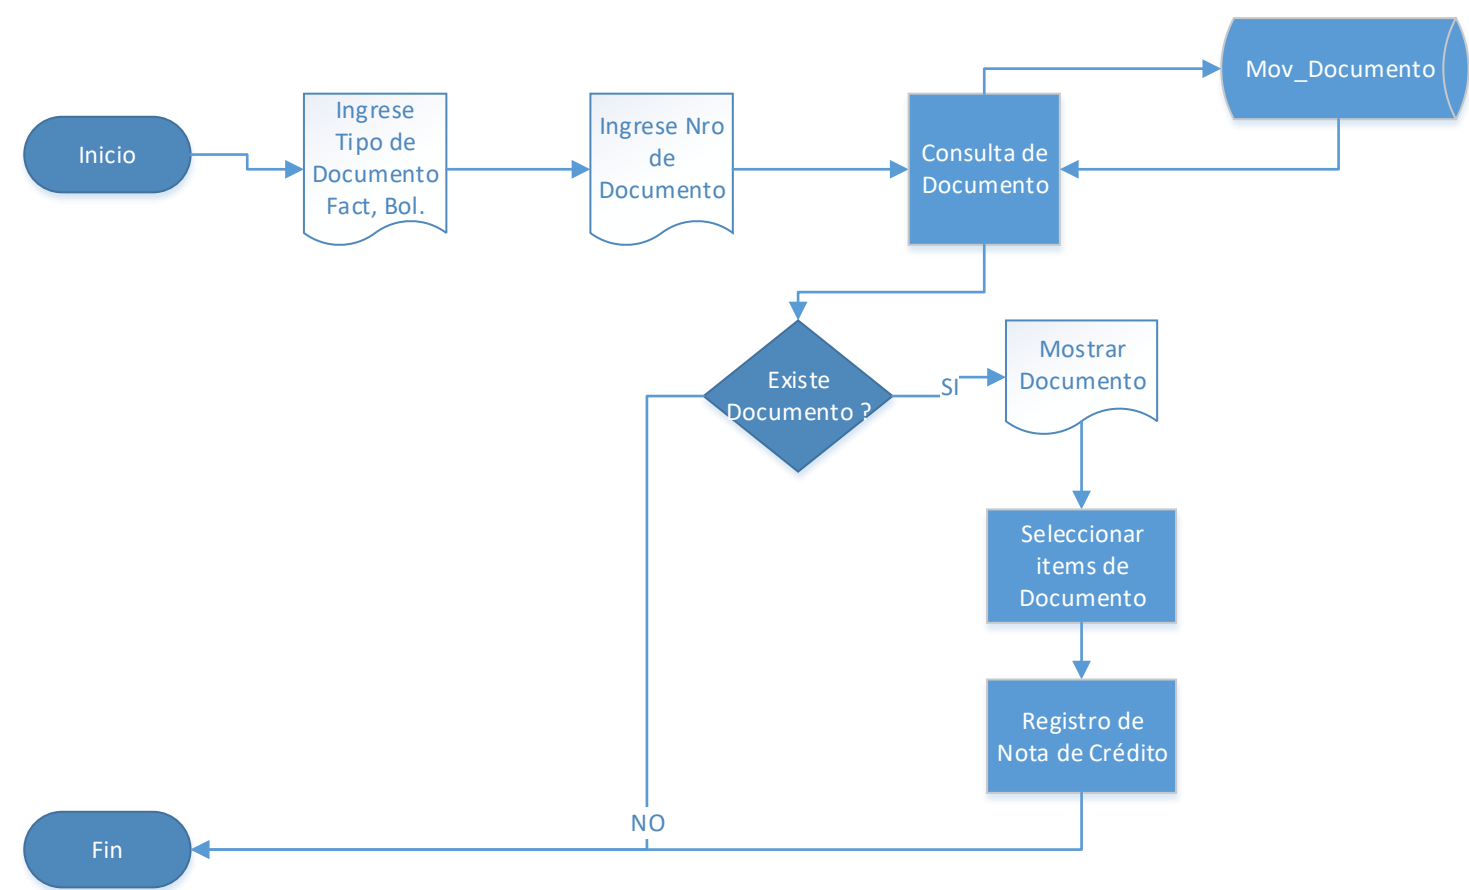 Inicio
Ingrese
Tipo de
Documento
Fact, Bol.
Ingrese Nro
de
Documento
Consulta de
Documento
Mov_Documento
Existe
Documento ?
SI
Mostrar
Documento
Seleccionar
items de
Documento
Registro de
Nota de Crédito
NO
Fin